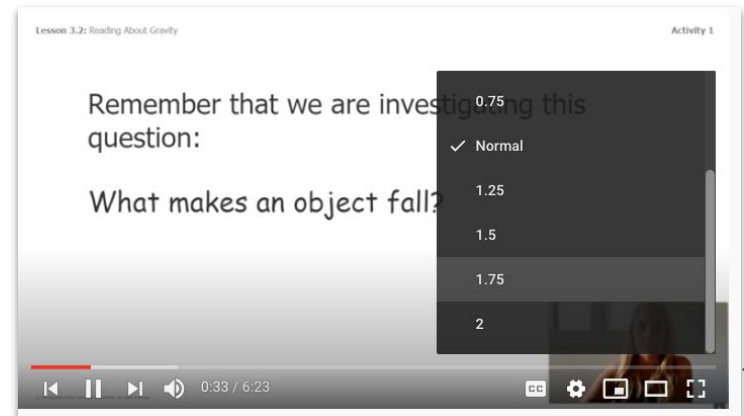 Lesson 3.2: Reading About Gravity
Activity 1
Remember that we are investigating this
question:
What makes an object fall?
0.75
Normal
1.25
1.5
1.75
2
0:33 / 6:23
CC